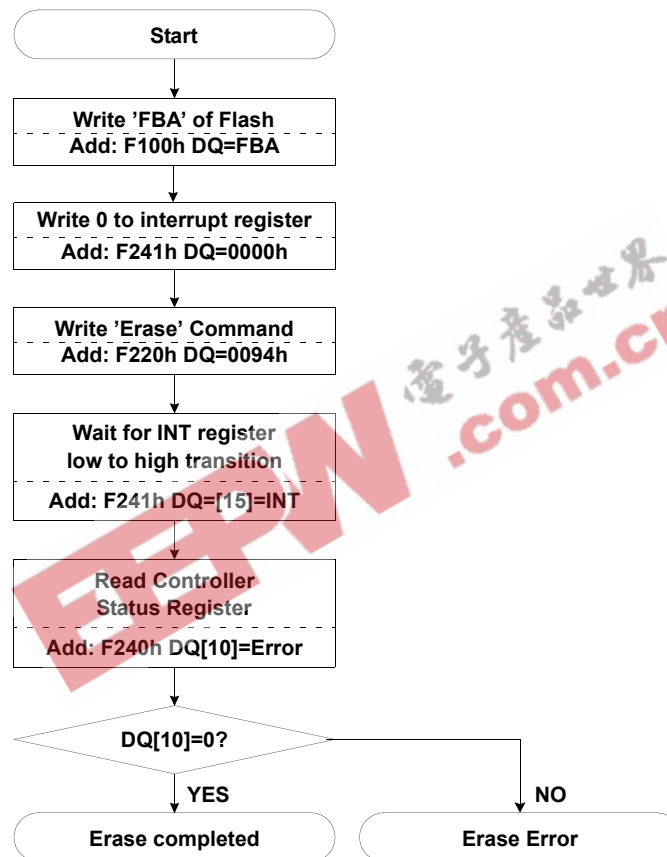 Start
Write ’FBA’ of Flash
Add: F100h DQ=FBA
Write 0 to interrupt register
Add: F241h DQ=0000h
Write ’Erase’ Command
Add: F220h DQ=0094h
Wait for INT register
low to high transition
Add: F241h DQ=[15]=INT
Read Controller
Status Register
Add: F240h DQ[10]=Error
DQ[10]=0?
YES
NO
Erase completed
Erase Error
EEPW
.com.cn
電子產品世界